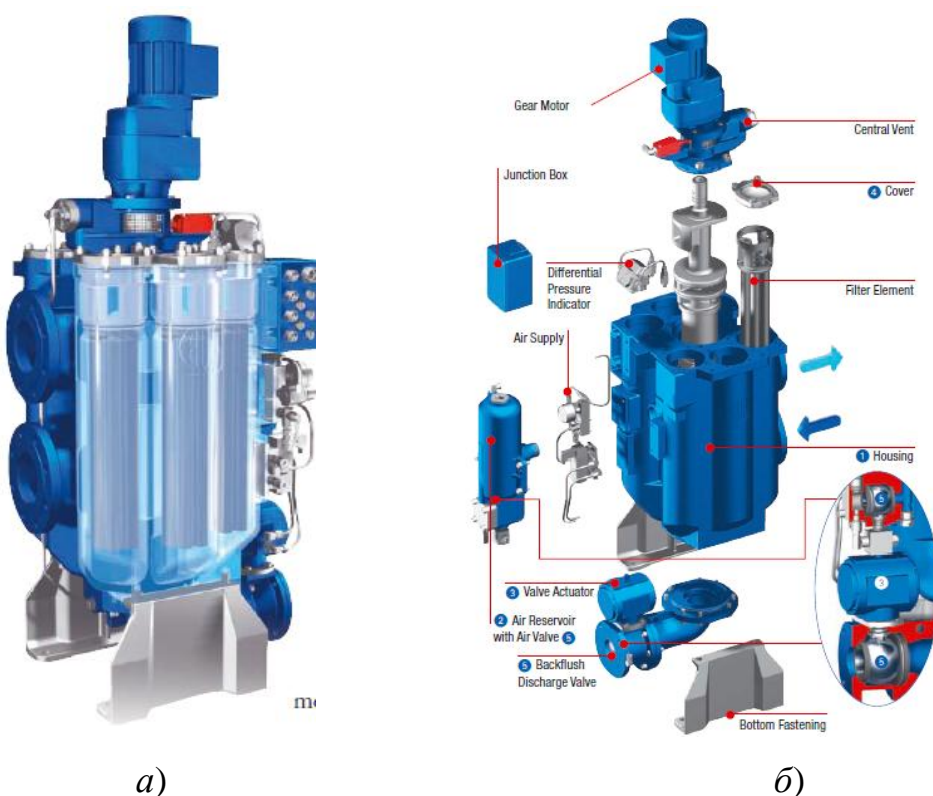 Gear Motor
Central Vent
Junction Box
4 Cover
Differential
Pressure
Indicator
Filter Element
Air Supply
1 Housing
5
3 Valve Actuator
3
2 Air Reservoir
with Air Valve 5
5 Backflush
Discharge Valve
5
Bottom Fastening
а)
б)